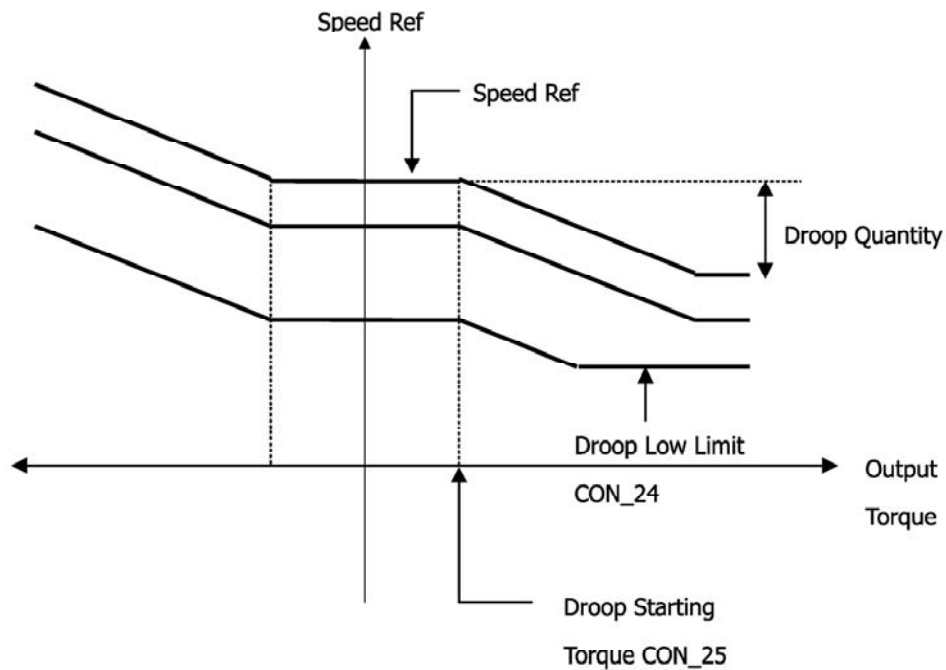 Speed Ref
Speed Ref
Droop Quantity
Droop Low Limit
CON_24
Output
Torque
Droop Starting
Torque CON_25